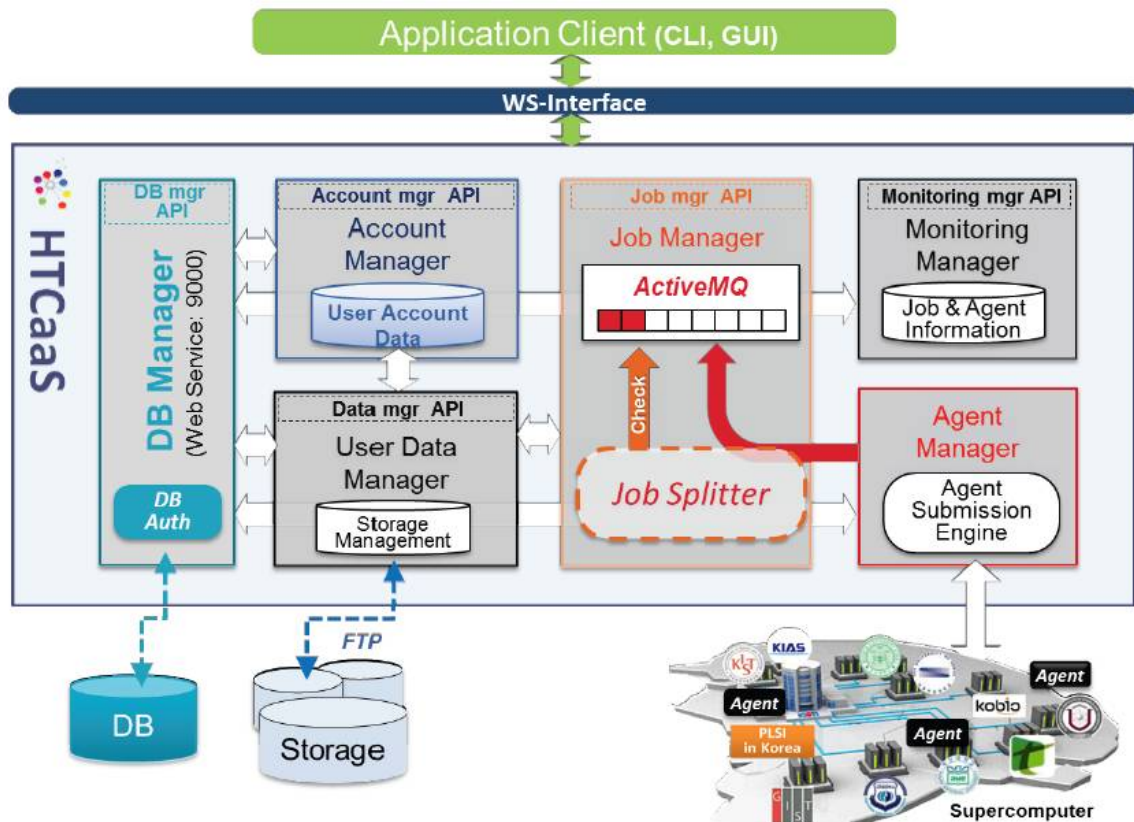 Application Client (CLI, GUI)
WS-Interface
HTCaaS
DB mgr
API
DB Manager
(Web Service: 9000)
DB
Auth
Account mgr API
Account
Manager
User Account
Data
Data mgr API
User Data
Manager
Storage
Management
Job mgr API
Job Manager
ActiveMQ
Check
Job Splitter
Monitoring mgr API
Monitoring
Manager
Job & Agent
Information
Agent
Manager
Agent
Submission
Engine
FTP
DB
Storage
KIST
KIAS
Agent
Agent
kobic
PLSI
in Korea
Agent
GIST
Supercomputer